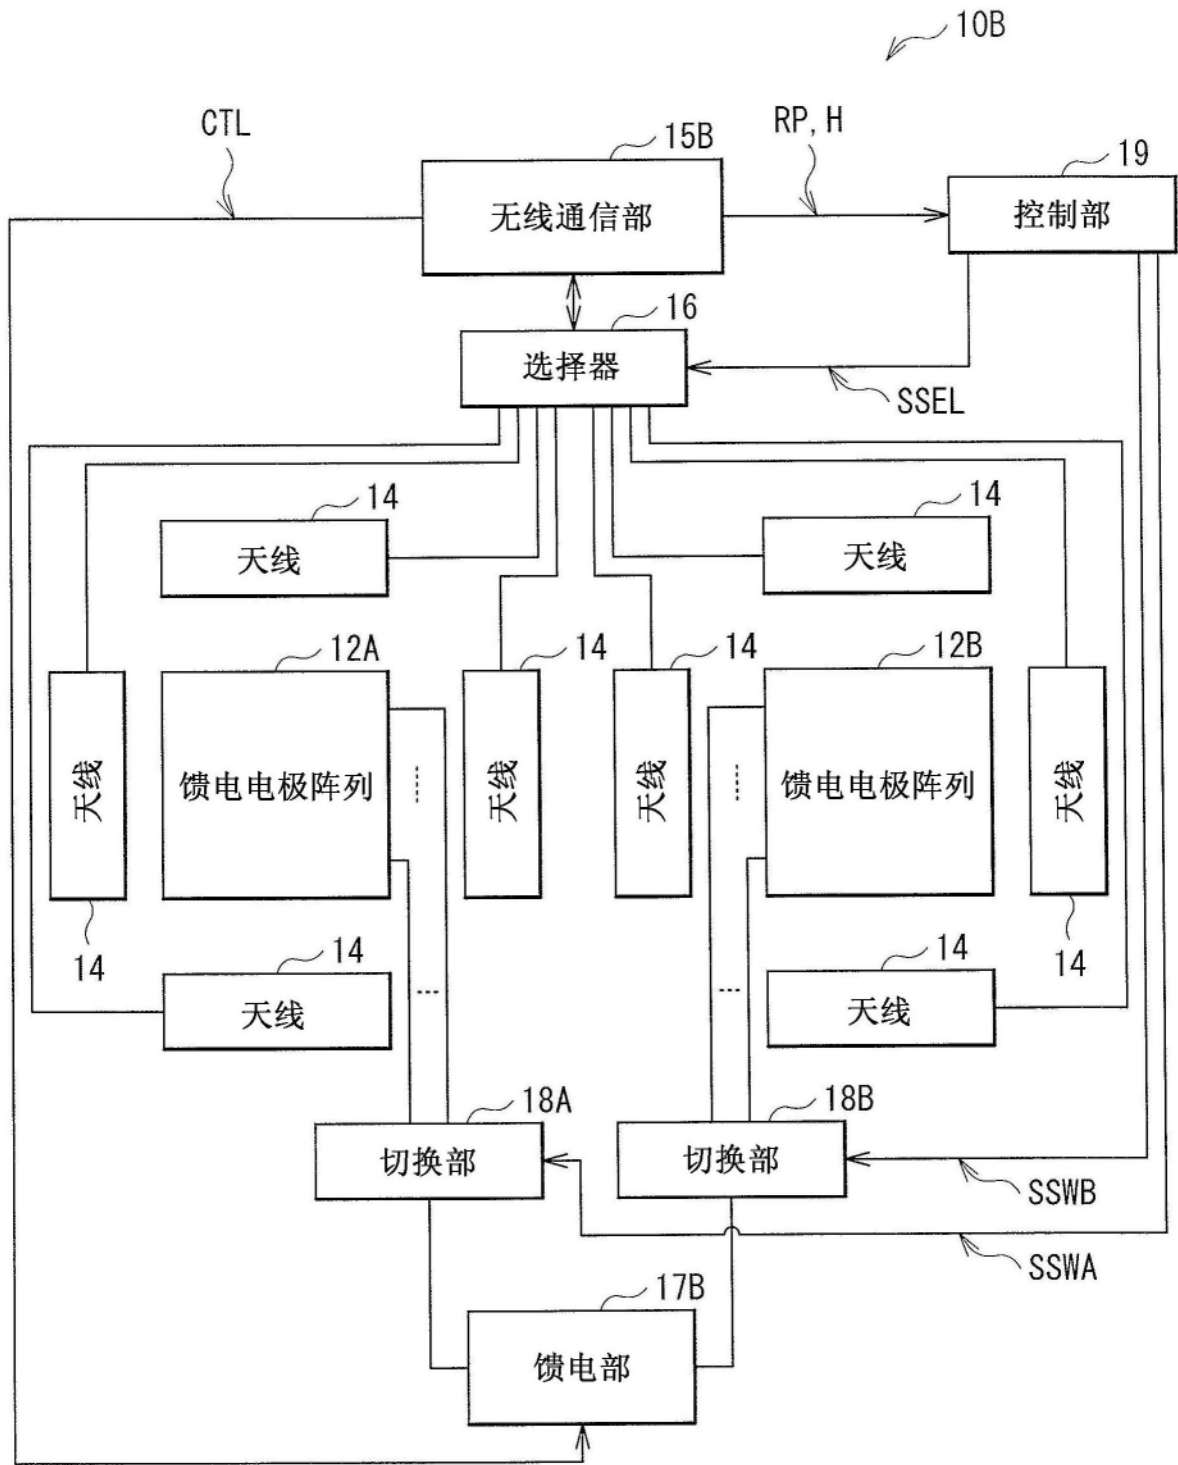 10B
CTL
15B
RP, H
19
无线通信部
控制部
16
选择器
SSEL
14
14
天线
天线
12A
14
14
12B
天线
馈电电极阵列
天线
天线
馈电电极阵列
天线
14
14
14
14
天线
天线
18A
18B
切换部
切换部
SSWB
SSWA
17B
馈电部